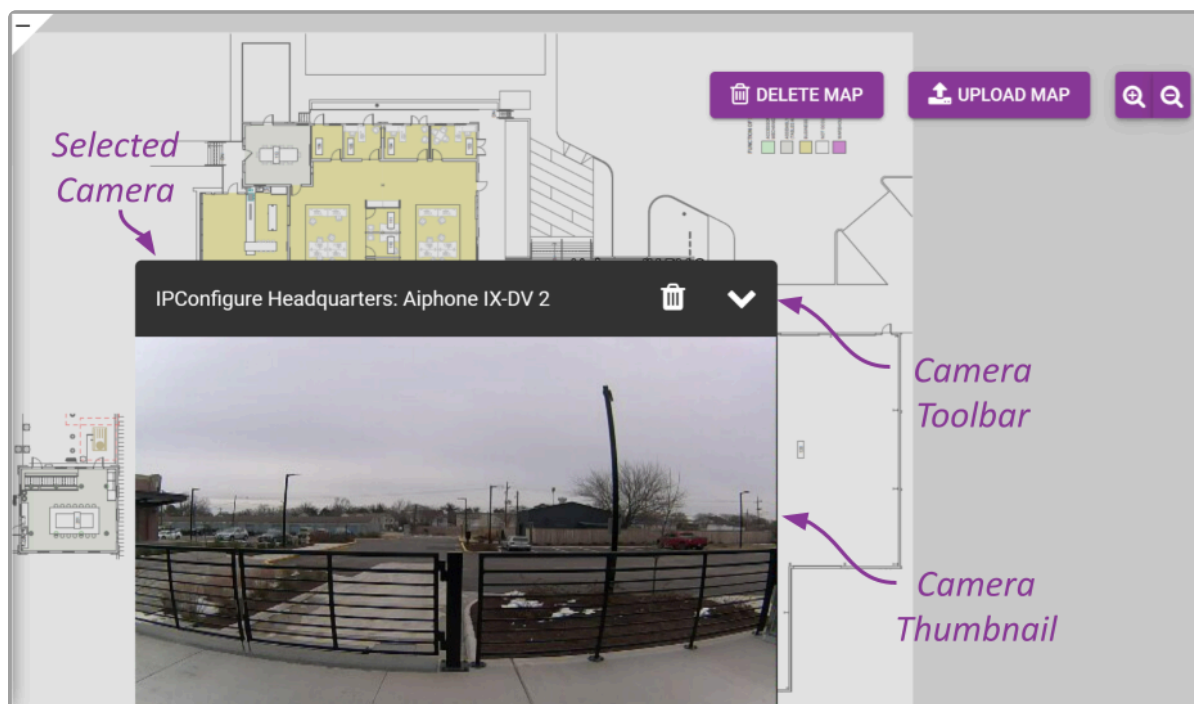 DELETE MAP
UPLOAD MAP
Selected
Camera
IPConfigure Headquarters: Aiphone IX-DV 2
Camera
Toolbar
Camera
Thumbnail